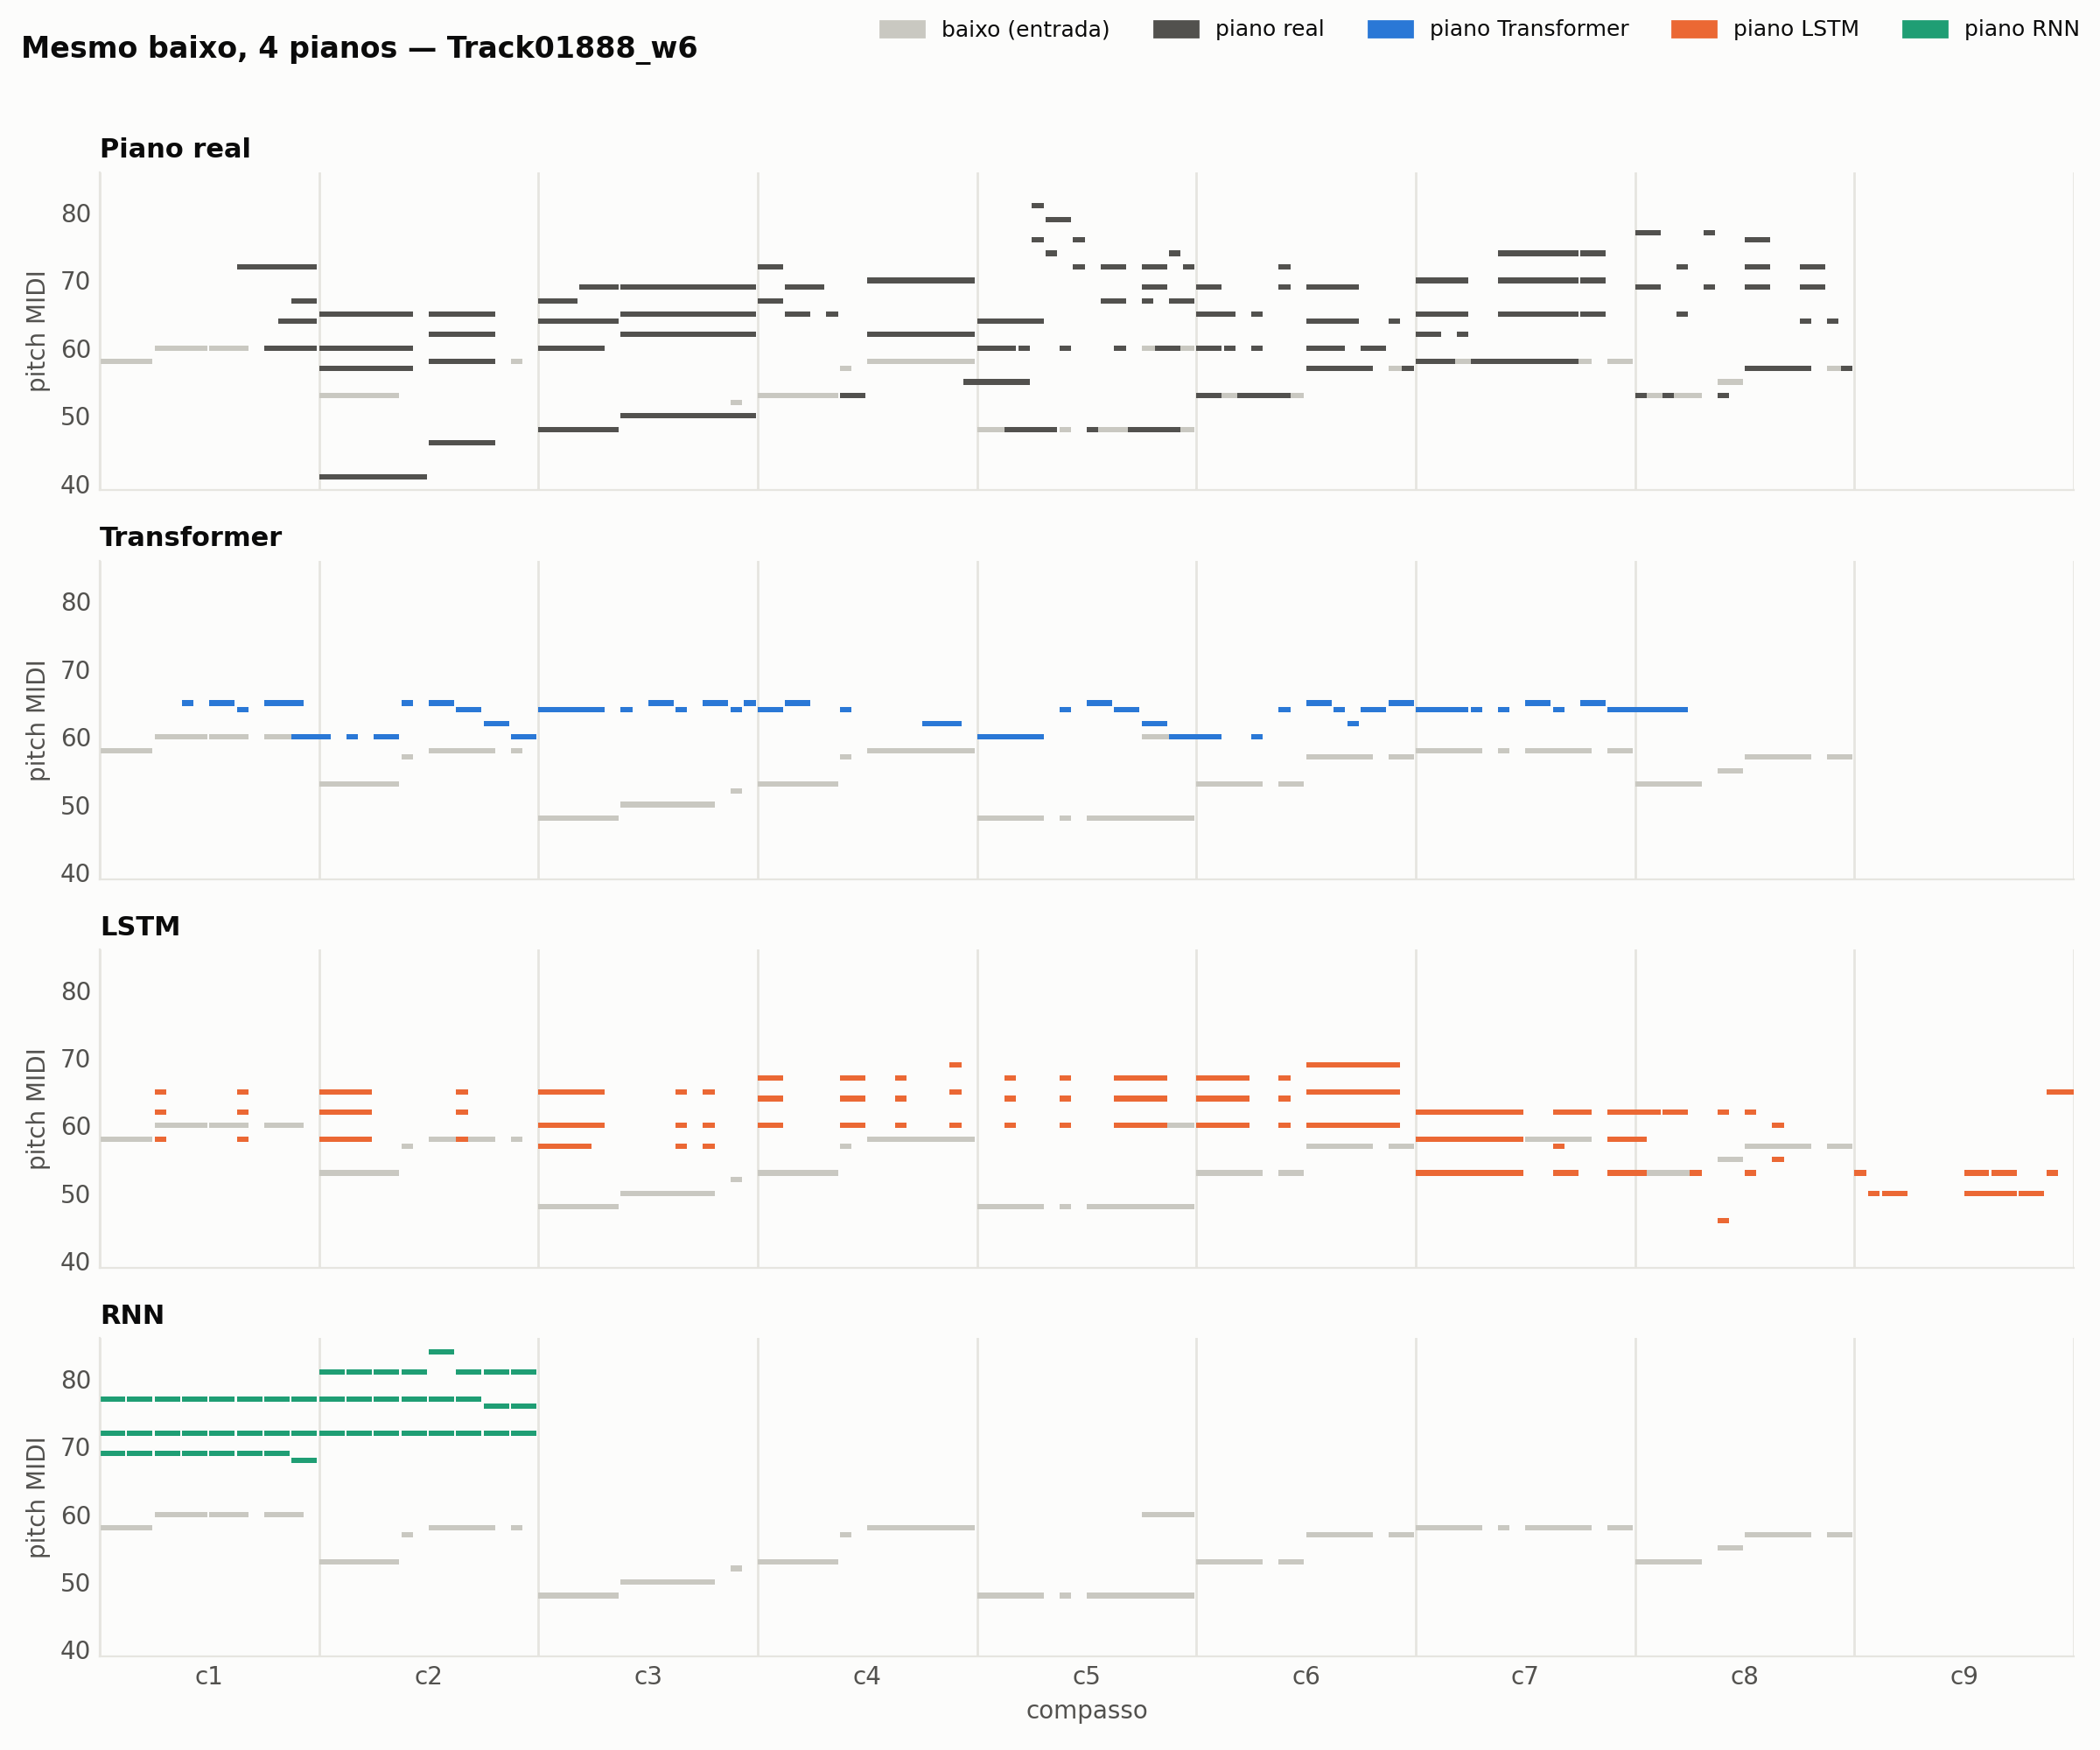 Mesmo baixo, 4 pianos — Track01888_w6
baixo (entrada)
piano real
piano Transformer
piano LSTM
piano RNN
Piano real
80
70
60
50
40
pitch MIDI
Transformer
80
70
60
50
40
pitch MIDI
LSTM
80
70
60
50
40
pitch MIDI
RNN
80
70
60
50
40
pitch MIDI
c1 c2 c3 c4 c5 c6 c7 c8 c9
compasso